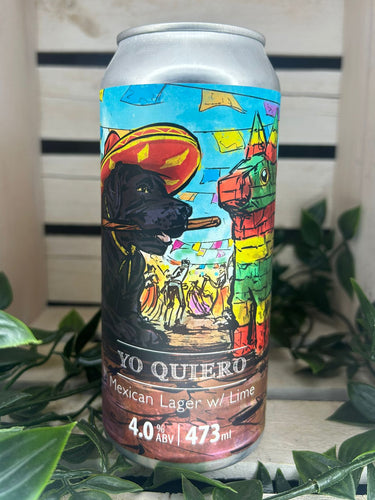 YO QUIERO
Mexican Lager w/ Lime
4.0% ABV | 473ml